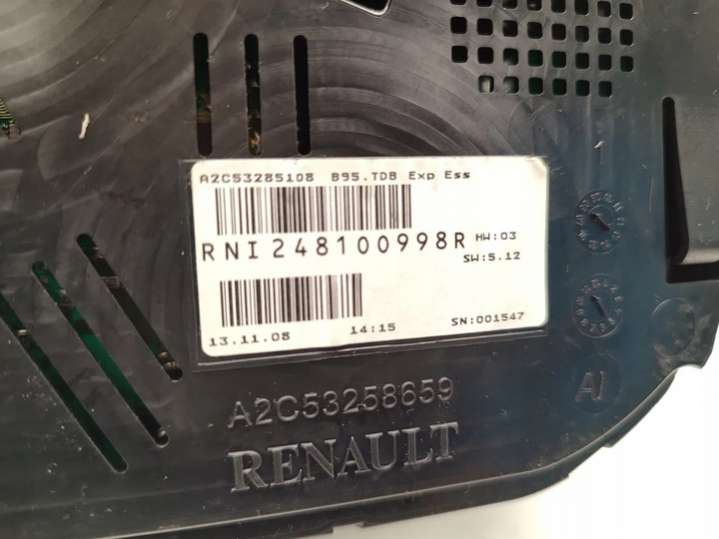 A2C53285108 B95.TDB Exp Ess
RNI248100998R HW:03
SW:5.12
13.11.08 14:15 SN:001547
A2C53258659
RENAULT
AI